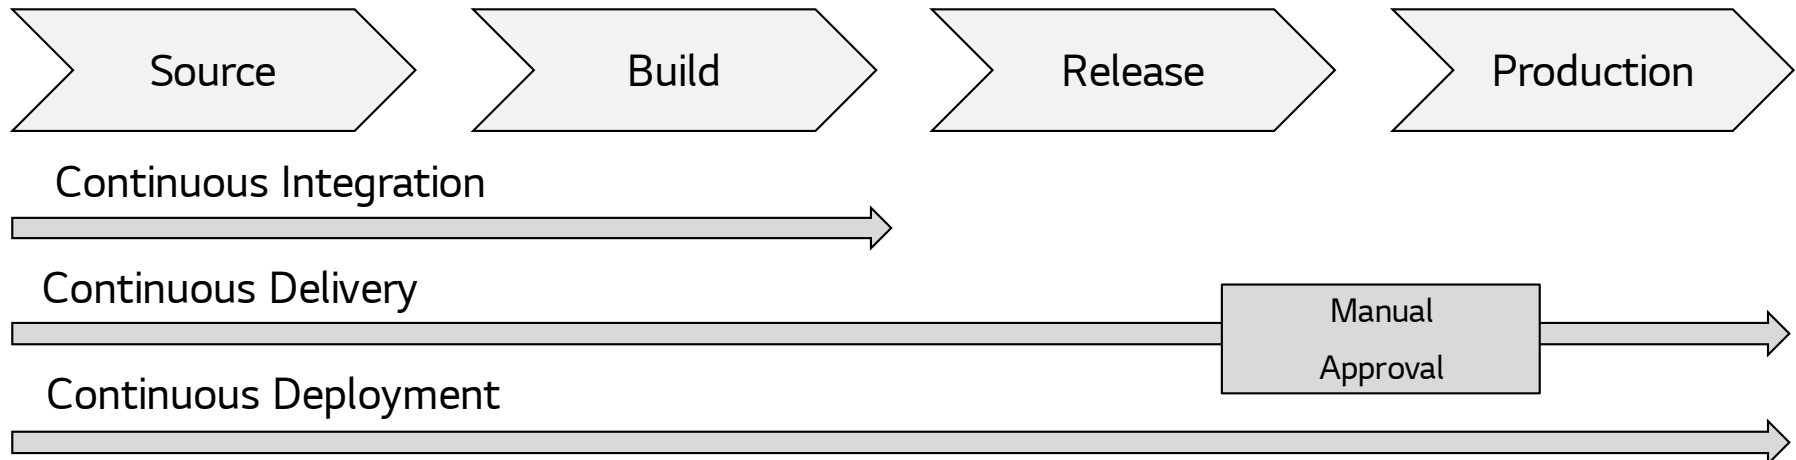 Source
Build
Release
Production
Continuous Integration
Continuous Delivery
Manual
Approval
Continuous Deployment